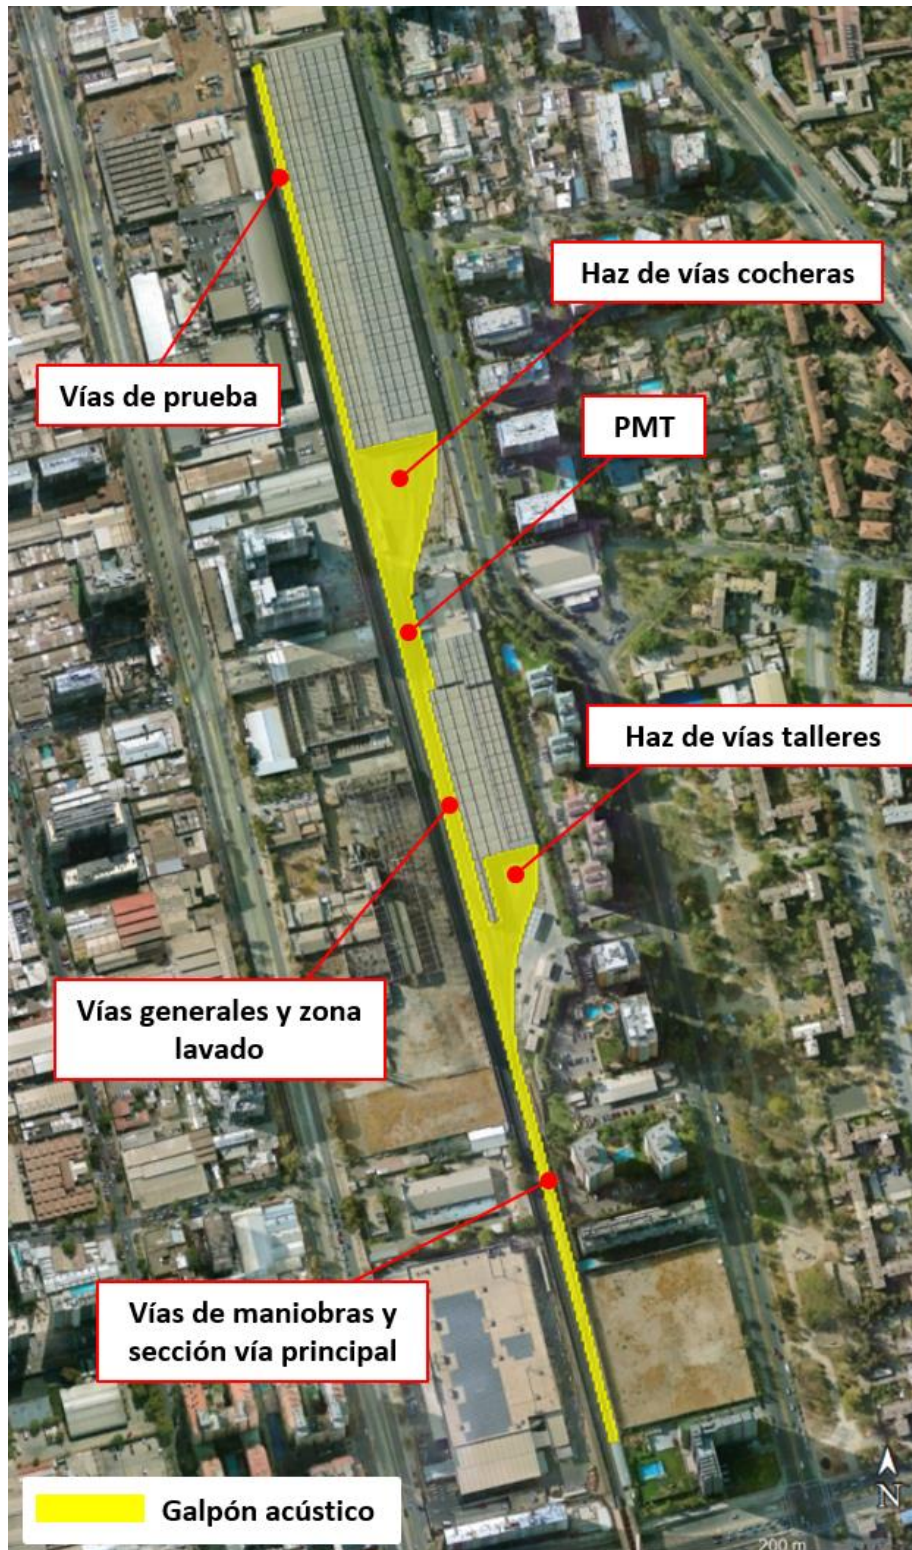 Haz de vías cocheras
Vías de prueba
PMT
Haz de vías talleres
Vías generales y zona
lavado
Vías de maniobras y
sección vía principal
Galpón acústico
N
200 m